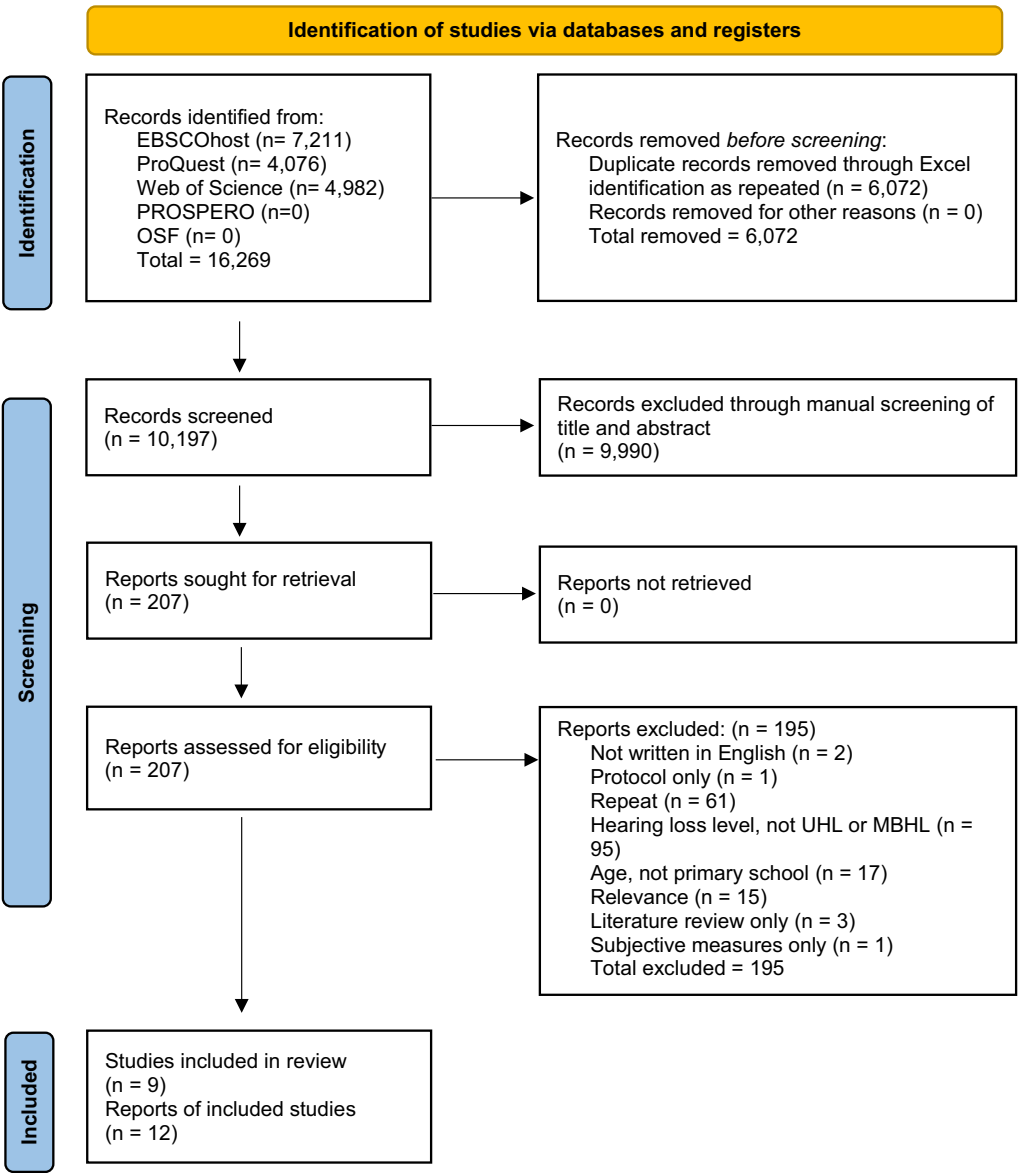 Identification of studies via databases and registers
Identification
Records identified from:
EBSCOhost (n= 7,211)
ProQuest (n= 4,076)
Web of Science (n= 4,982)
PROSPERO (n=0)
OSF (n= 0)
Total = 16,269
Records removed before screening:
Duplicate records removed through Excel
identification as repeated (n = 6,072)
Records removed for other reasons (n = 0)
Total removed = 6,072
Screening
Records screened
(n = 10,197)
Records excluded through manual screening of
title and abstract
(n = 9,990)
Reports sought for retrieval
(n = 207)
Reports not retrieved
(n = 0)
Reports assessed for eligibility
(n = 207)
Reports excluded: (n = 195)
Not written in English (n = 2)
Protocol only (n = 1)
Repeat (n = 61)
Hearing loss level, not UHL or MBHL (n =
95)
Age, not primary school (n = 17)
Relevance (n = 15)
Literature review only (n = 3)
Subjective measures only (n = 1)
Total excluded = 195
Included
Studies included in review
(n = 9)
Reports of included studies
(n = 12)